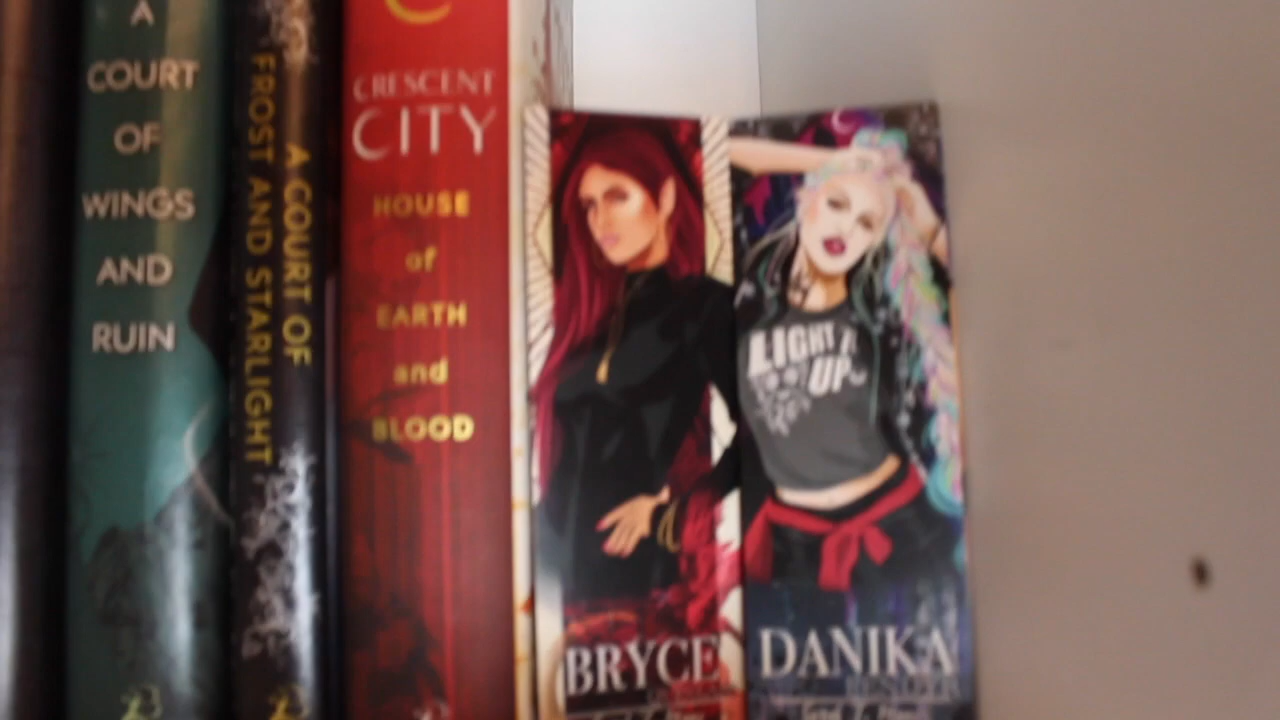 A
COURT
OF
WINGS
AND
RUIN
A COURT OF
FROST AND STARLIGHT
CRESCENT
CITY
HOUSE
of
EARTH
and
BLOOD
BRYCE
LIGHT It
UP
DANIKA